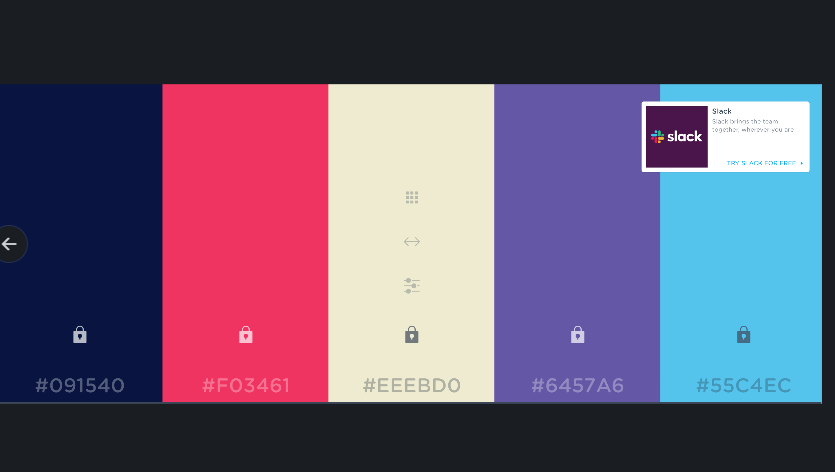 Slack
slack
Slack brings the team
together, wherever you are.
TRY SLACK FOR FREE
#091540
#F03461
#EEEBD0
#6457A6
#55C4EC